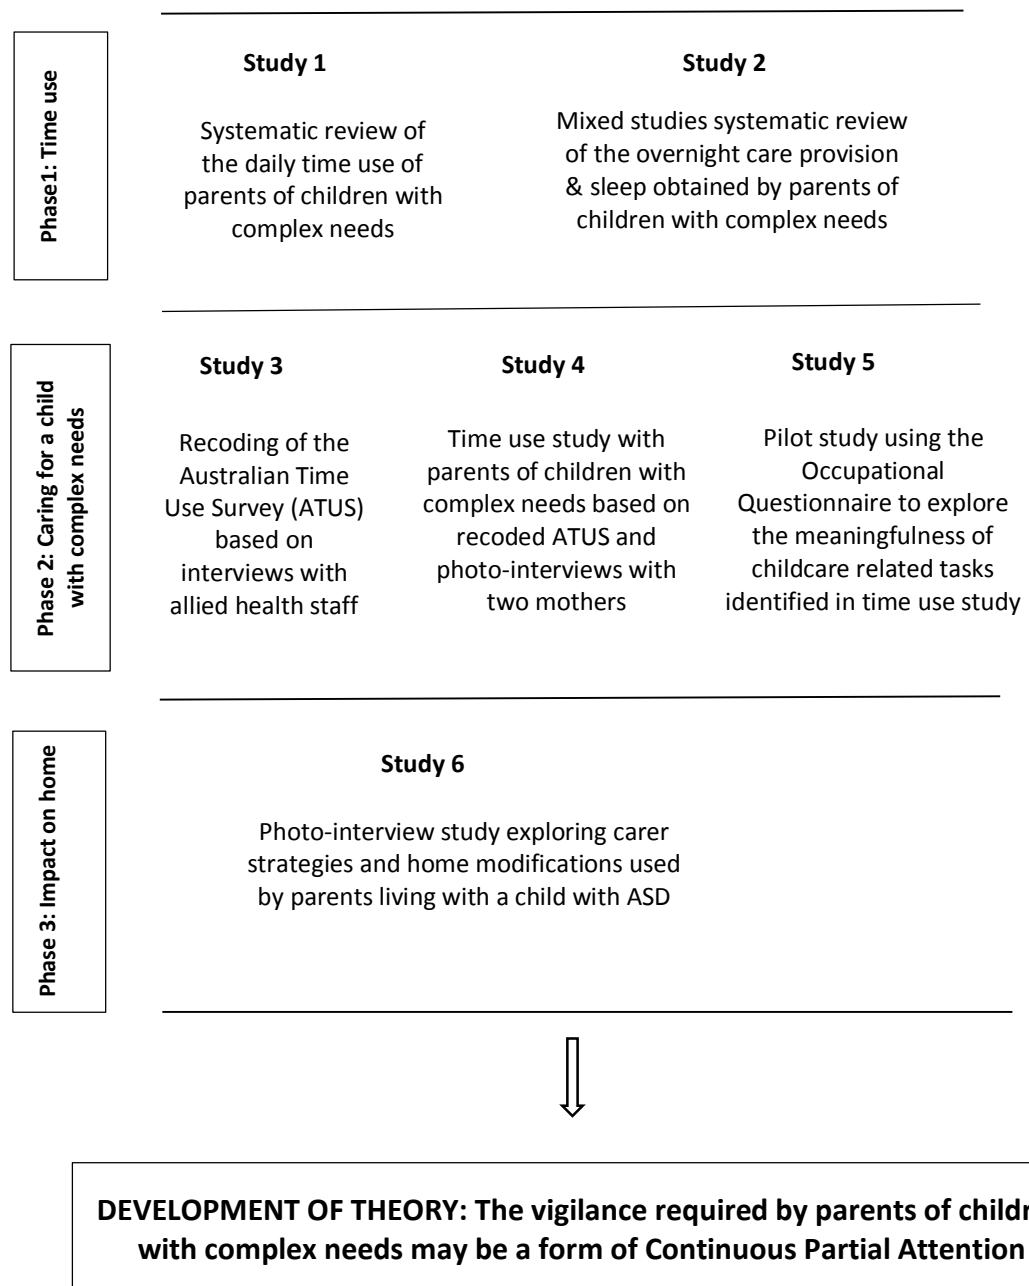 Phase1: Time use
Study 1
Systematic review of
the daily time use of
parents of children with
complex needs
Study 2
Mixed studies systematic review
of the overnight care provision
& sleep obtained by parents of
children with complex needs
Phase 2: Caring for a child
with complex needs
Study 3
Recoding of the
Australian Time
Use Survey (ATUS)
based on
interviews with
allied health staff
Study 4
Time use study with
parents of children with
complex needs based on
recoded ATUS and
photo-interviews with
two mothers
Study 5
Pilot study using the
Occupational
Questionnaire to explore
the meaningfulness of
childcare related tasks
identified in time use study
Phase 3: Impact on home
Study 6
Photo-interview study exploring carer
strategies and home modifications used
by parents living with a child with ASD
DEVELOPMENT OF THEORY: The vigilance required by parents of
with complex needs may be a form of Continuous Partial Attention